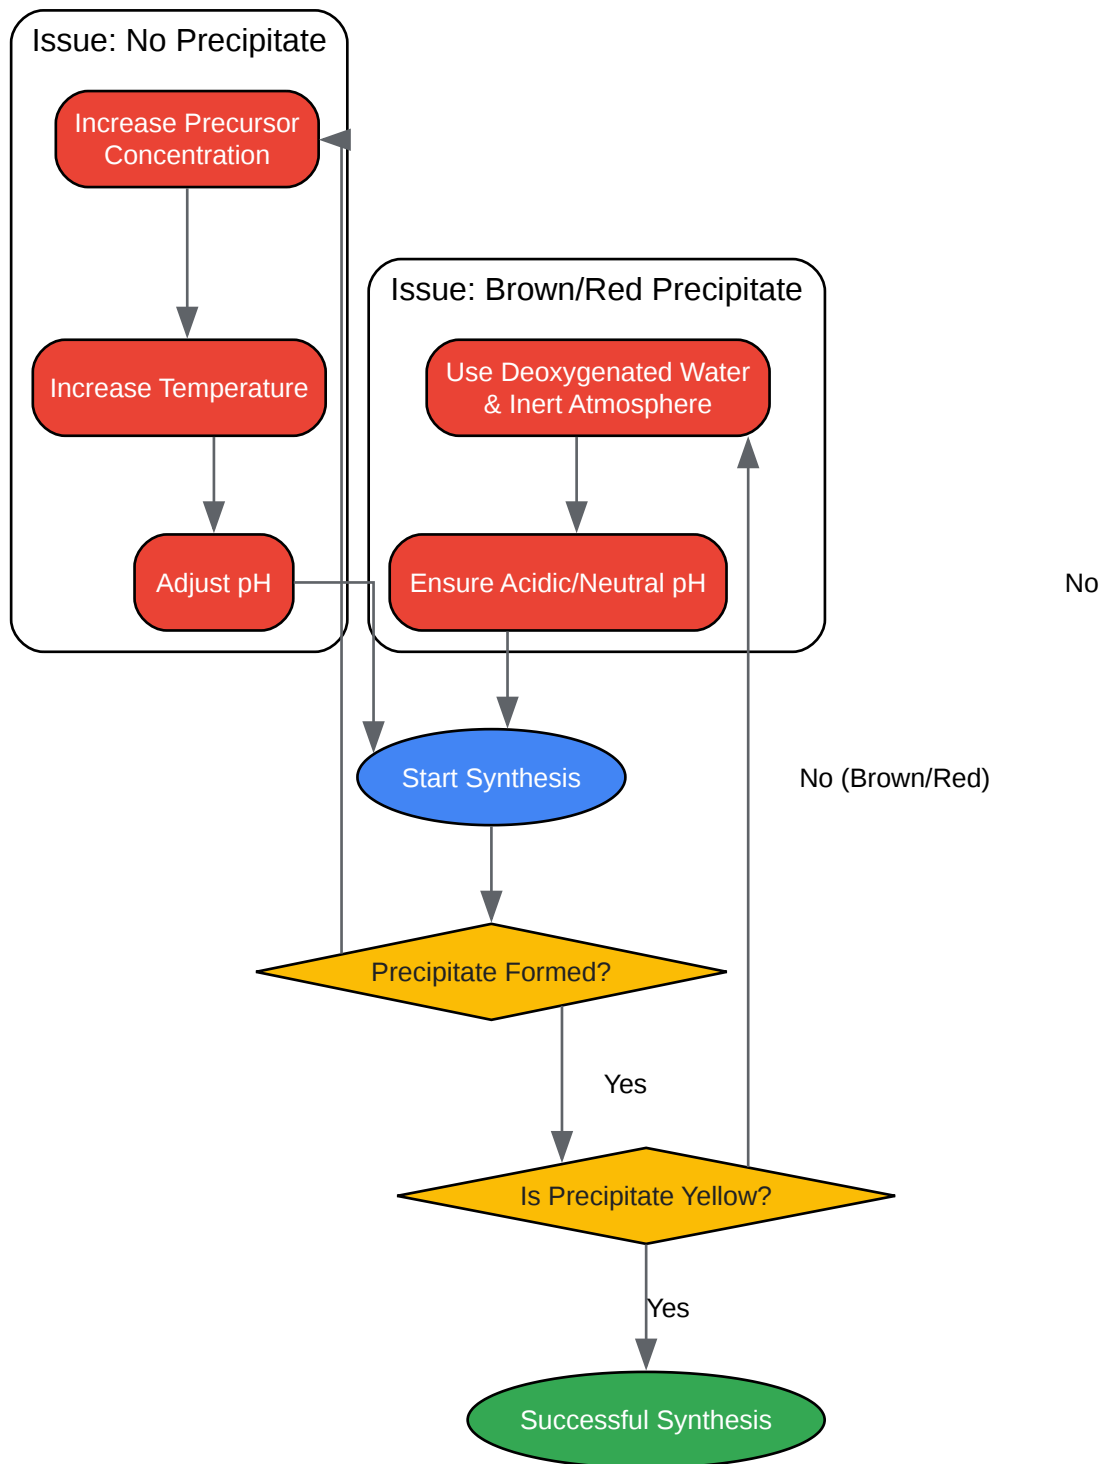 Issue: No Precipitate
Increase Precursor
Concentration
Increase Temperature
Adjust pH
Issue: Brown/Red Precipitate
Use Deoxygenated Water
& Inert Atmosphere
Ensure Acidic/Neutral pH
No
Start Synthesis
No (Brown/Red)
Precipitate Formed?
Yes
Is Precipitate Yellow?
Yes
Successful Synthesis